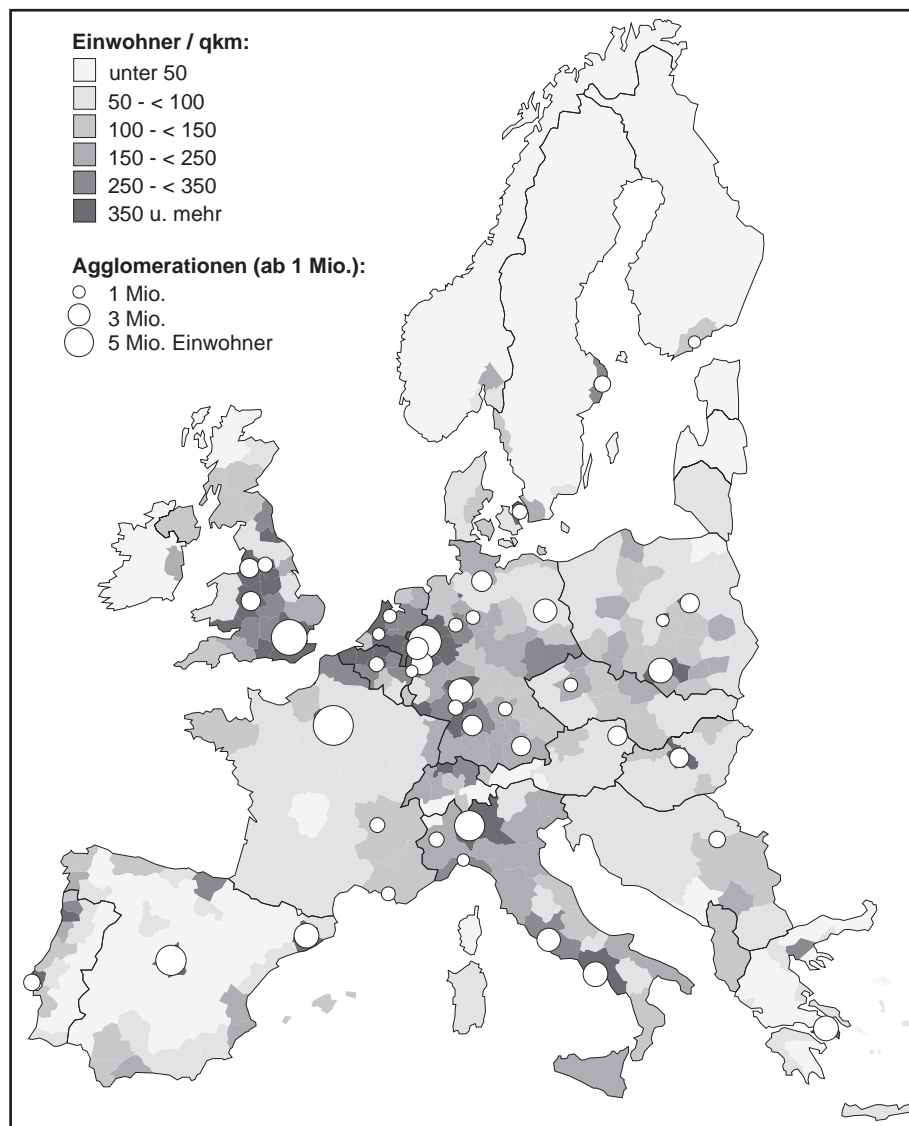 Einwohner / qkm:
unter 50
50 - < 100
100 - < 150
150 - < 250
250 - < 350
350 u. mehr
Agglomerationen (ab 1 Mio.):
1 Mio.
3 Mio.
5 Mio. Einwohner